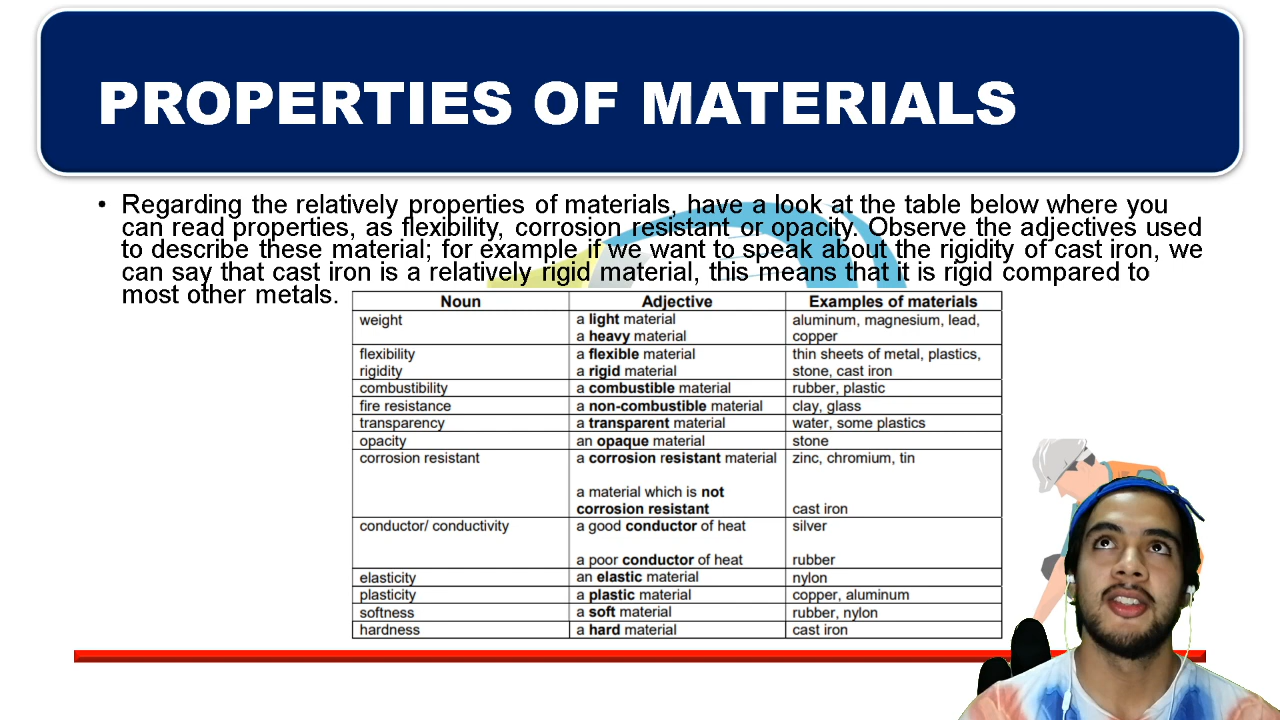 PROPERTIES OF MATERIALS
• Regarding the relatively properties of materials, have a look at the table below where you
can read properties, as flexibility, corrosion resistant or opacity. Observe the adjectives used
to describe these material; for example if we want to speak about the rigidity of cast iron, we
can say that cast iron is a relatively rigid material, this means that it is rigid compared to
most other metals.
Noun Adjective Examples of materials
weight a light material aluminum, magnesium, lead,
a heavy material copper
flexibility a flexible material thin sheets of metal, plastics,
rigidity a rigid material stone, cast iron
combustibility a combustible material rubber, plastic
fire resistance a non-combustible material clay, glass
transparency a transparent material water, some plastics
opacity an opaque material stone
corrosion resistant a corrosion resistant material zinc, chromium, tin
a material which is not
corrosion resistant cast iron
conductor/ conductivity a good conductor of heat silver
a poor conductor of heat rubber
elasticity an elastic material nylon
plasticity a plastic material copper, aluminum
softness a soft material rubber, nylon
hardness a hard material cast iron